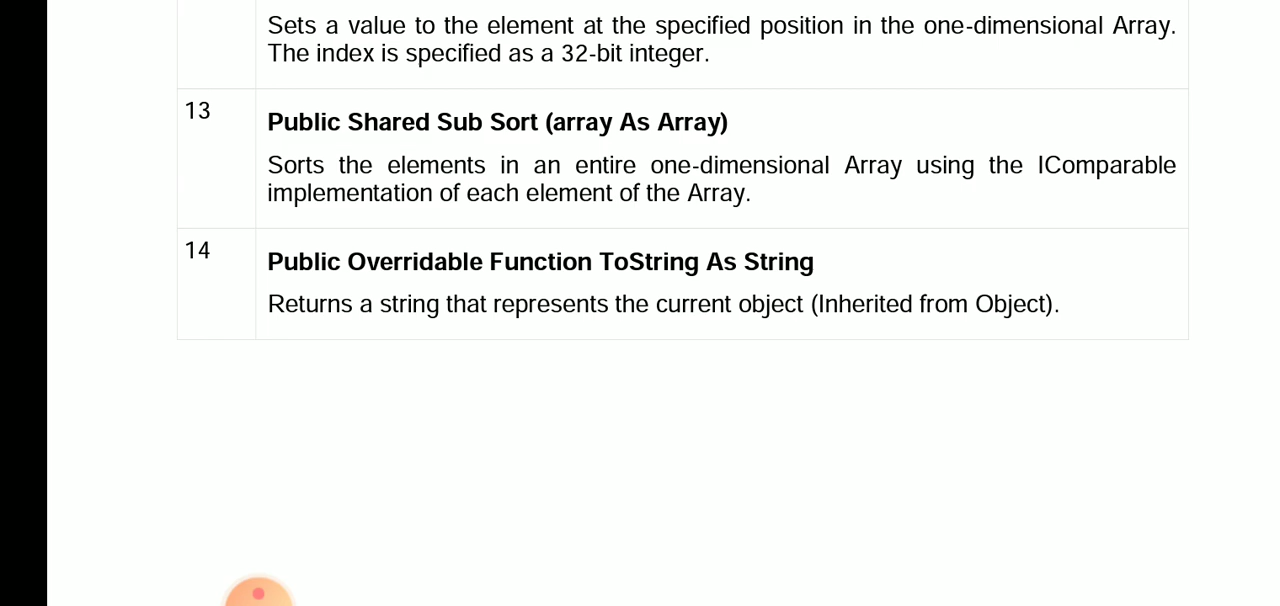 Sets a value to the element at the specified position in the one-dimensional Array.
The index is specified as a 32-bit integer.
13
Public Shared Sub Sort (array As Array)
Sorts the elements in an entire one-dimensional Array using the IComparable
implementation of each element of the Array.
14
Public Overridable Function ToString As String
Returns a string that represents the current object (Inherited from Object).